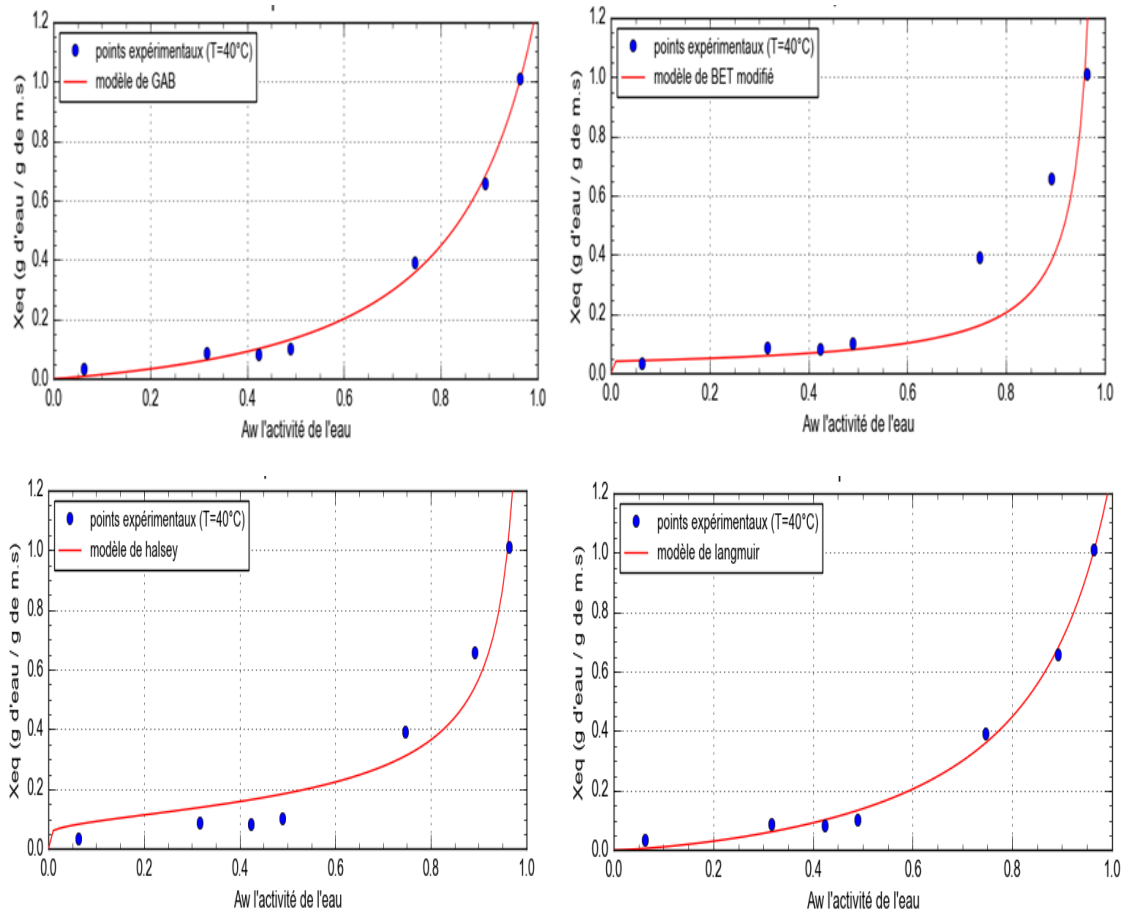 1.2
1.0
0.8
0.6
0.4
0.2
0.0
Xeq (g d'eau / g de m.s)
points expérimentaux (T=40°C)
modèle de GAB
0.0 0.2 0.4 0.6 0.8 1.0
Aw l'activité de l'eau
1.2
1.0
0.8
0.6
0.4
0.2
0.0
Xeq (g d'eau / g de m.s)
points expérimentaux (T=40°C)
modèle de BET modifié
0.0 0.2 0.4 0.6 0.8 1.0
Aw l'activité de l'eau
1.2
1.0
0.8
0.6
0.4
0.2
0.0
Xeq (g d'eau / g de m.s)
points expérimentaux (T=40°C)
modèle de halsey
0.0 0.2 0.4 0.6 0.8 1.0
Aw l'activité de l'eau
1.2
1.0
0.8
0.6
0.4
0.2
0.0
Xeq (g d'eau / g de m.s)
points expérimentaux (T=40°C)
modèle de langmuir
0.0 0.2 0.4 0.6 0.8 1.0
Aw l'activité de l'eau